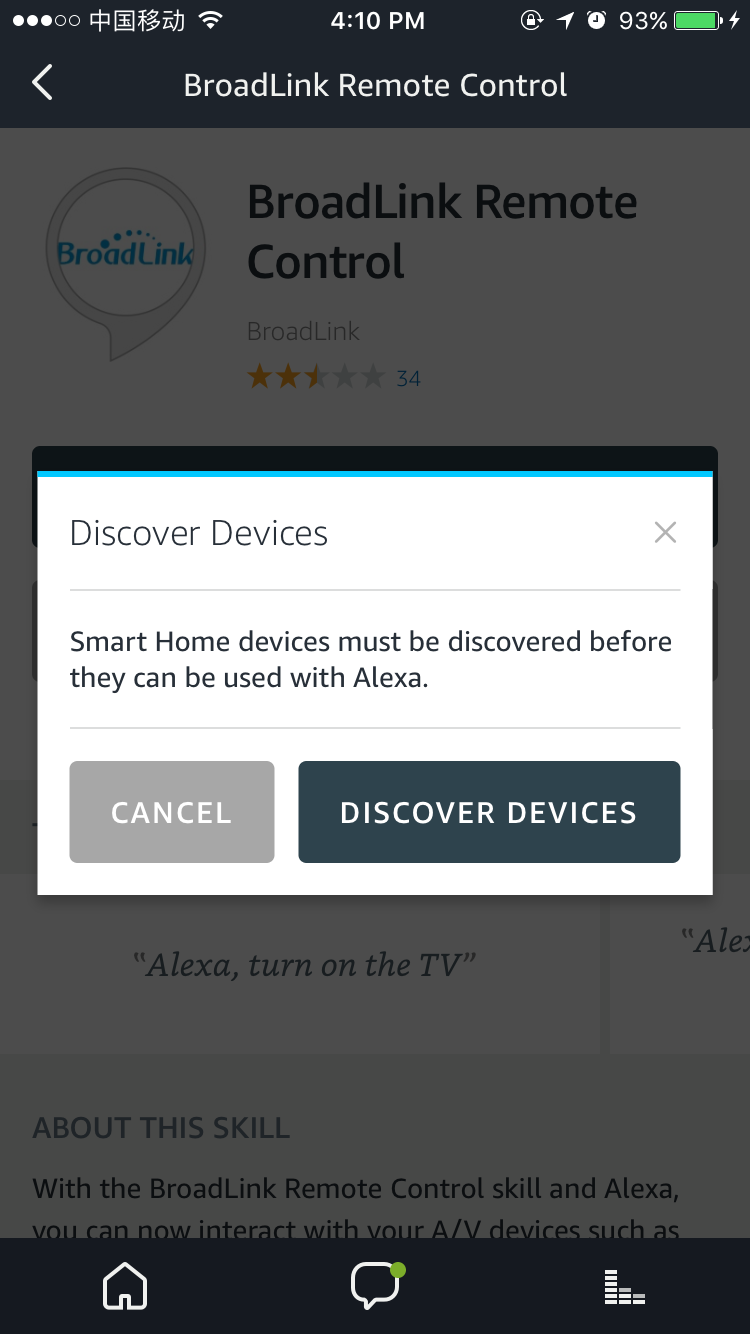 中国移动 4:10 PM 93%
BroadLink Remote Control
BroadLink
BroadLink Remote
Control
BroadLink
34
Discover Devices
Smart Home devices must be discovered before
they can be used with Alexa.
CANCEL DISCOVER DEVICES
"Alexa, turn on the TV" "Alex
ABOUT THIS SKILL
With the BroadLink Remote Control skill and Alexa,
you can now interact with your A/V devices such as